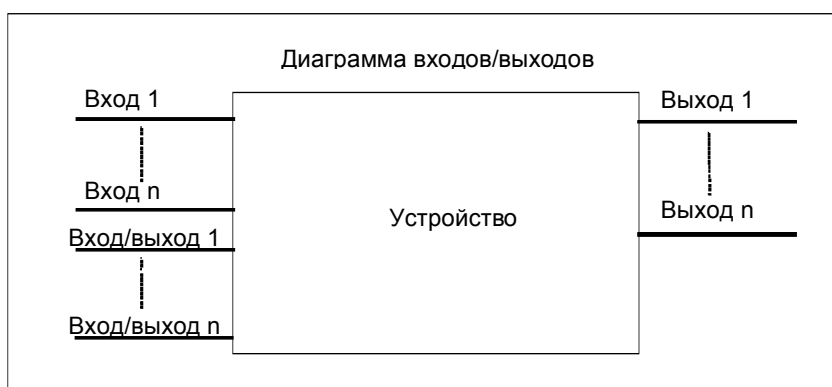 Диаграмма входов/выходов
Вход 1
Выход 1
Вход n
Выход n
Вход/выход 1
Устройство
Вход/выход n